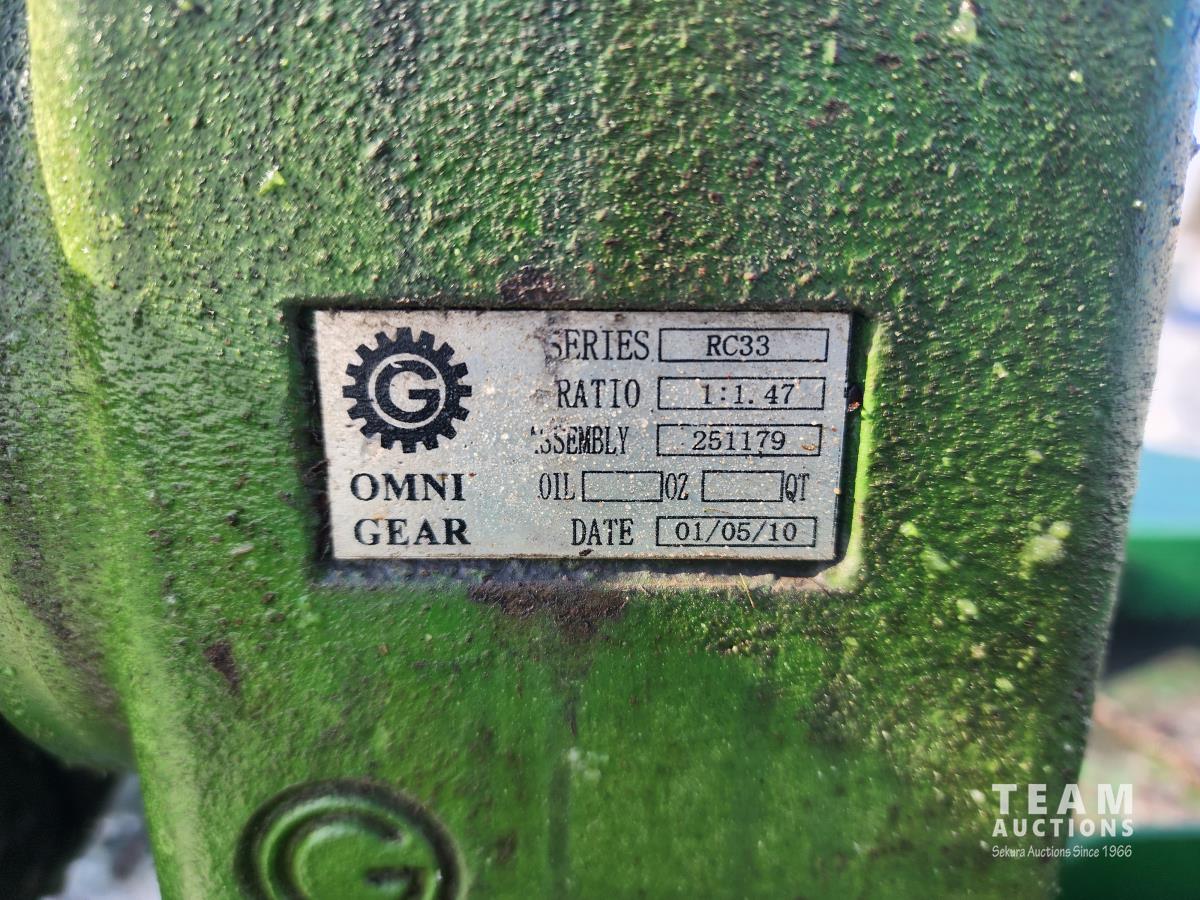 G
OMNI
GEAR
SERIES RC33
RATIO 1:1.47
ASSEMBLY 251179
OIL OZ QT
DATE 01/05/10
G
TEAM
AUCTIONS
Sekura Auctions Since 1966